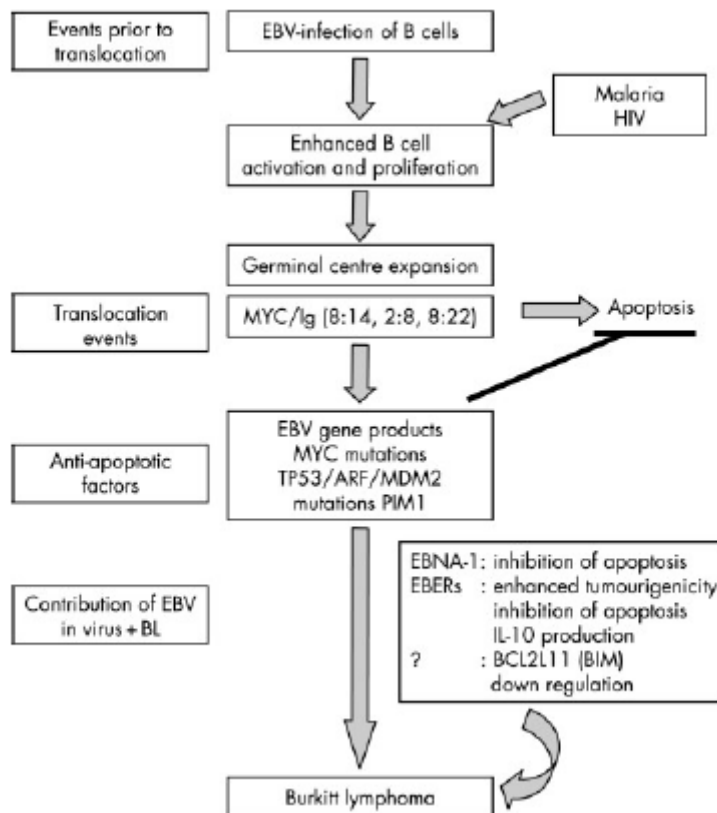 Events prior to
translocation
EBV-infection of B cells
Malaria
HIV
Enhanced B cell
activation and proliferation
Germinal centre expansion
Translocation
events
MYC/Ig (8:14, 2:8, 8:22)
Apoptosis
Anti-apoptotic
factors
EBV gene products
MYC mutations
TP53/ARF/MDM2
mutations PIM1
Contribution of EBV
in virus + BL
EBNA-1: inhibition of apoptosis
EBERs : enhanced tumourigenicity
inhibition of apoptosis
IL-10 production
? : BCL2L11 (BIM)
down regulation
Burkitt lymphoma